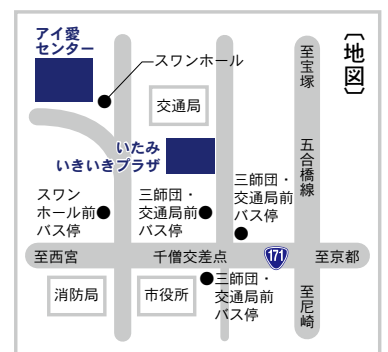 〔地図〕
アイ愛
センター
スワンホール
交通局
至宝塚
いたみ
いきいきプラザ
五合橋線
スワン
ホール前
バス停
三師団・
交通局前
バス停
三師団・
交通局前
バス停
至西宮
千僧交差点
171
至京都
消防局
市役所
三師団・
交通局前
バス停
至尼崎